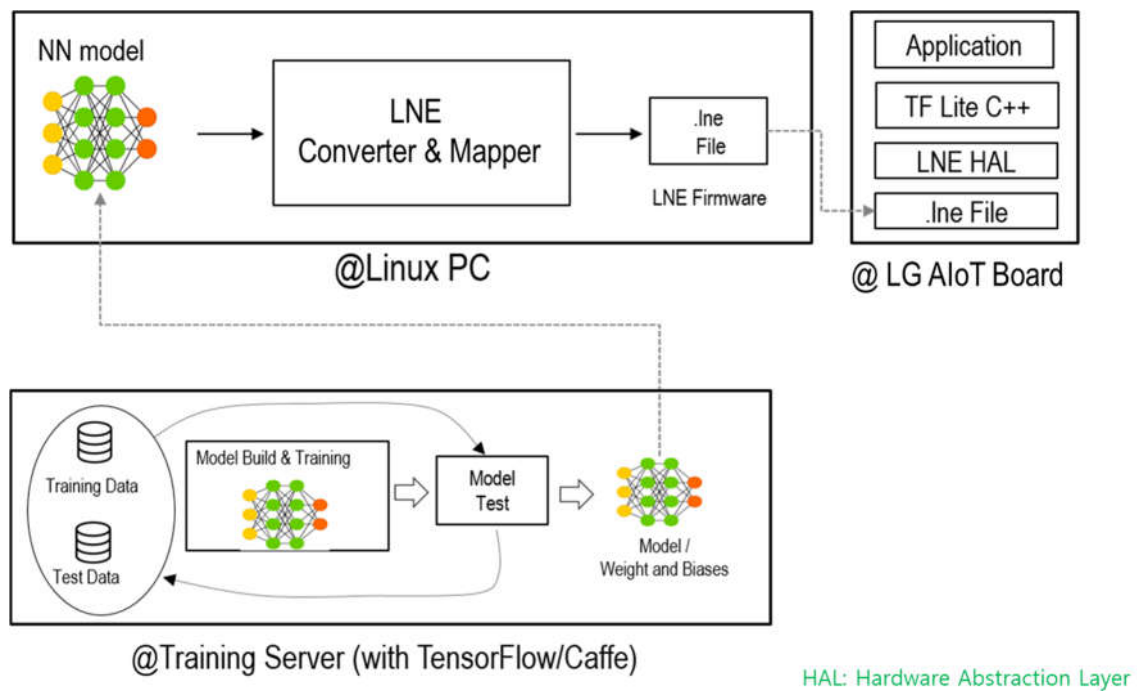 NN model
LNE
Converter & Mapper
.lne
File
LNE Firmware
@Linux PC
Application
TF Lite C++
LNE HAL
.lne File
@ LG AIoT Board
Training Data
Test Data
Model Build & Training
Model
Test
Model /
Weight and Biases
@Training Server (with TensorFlow/Caffe)
HAL: Hardware Abstraction Layer